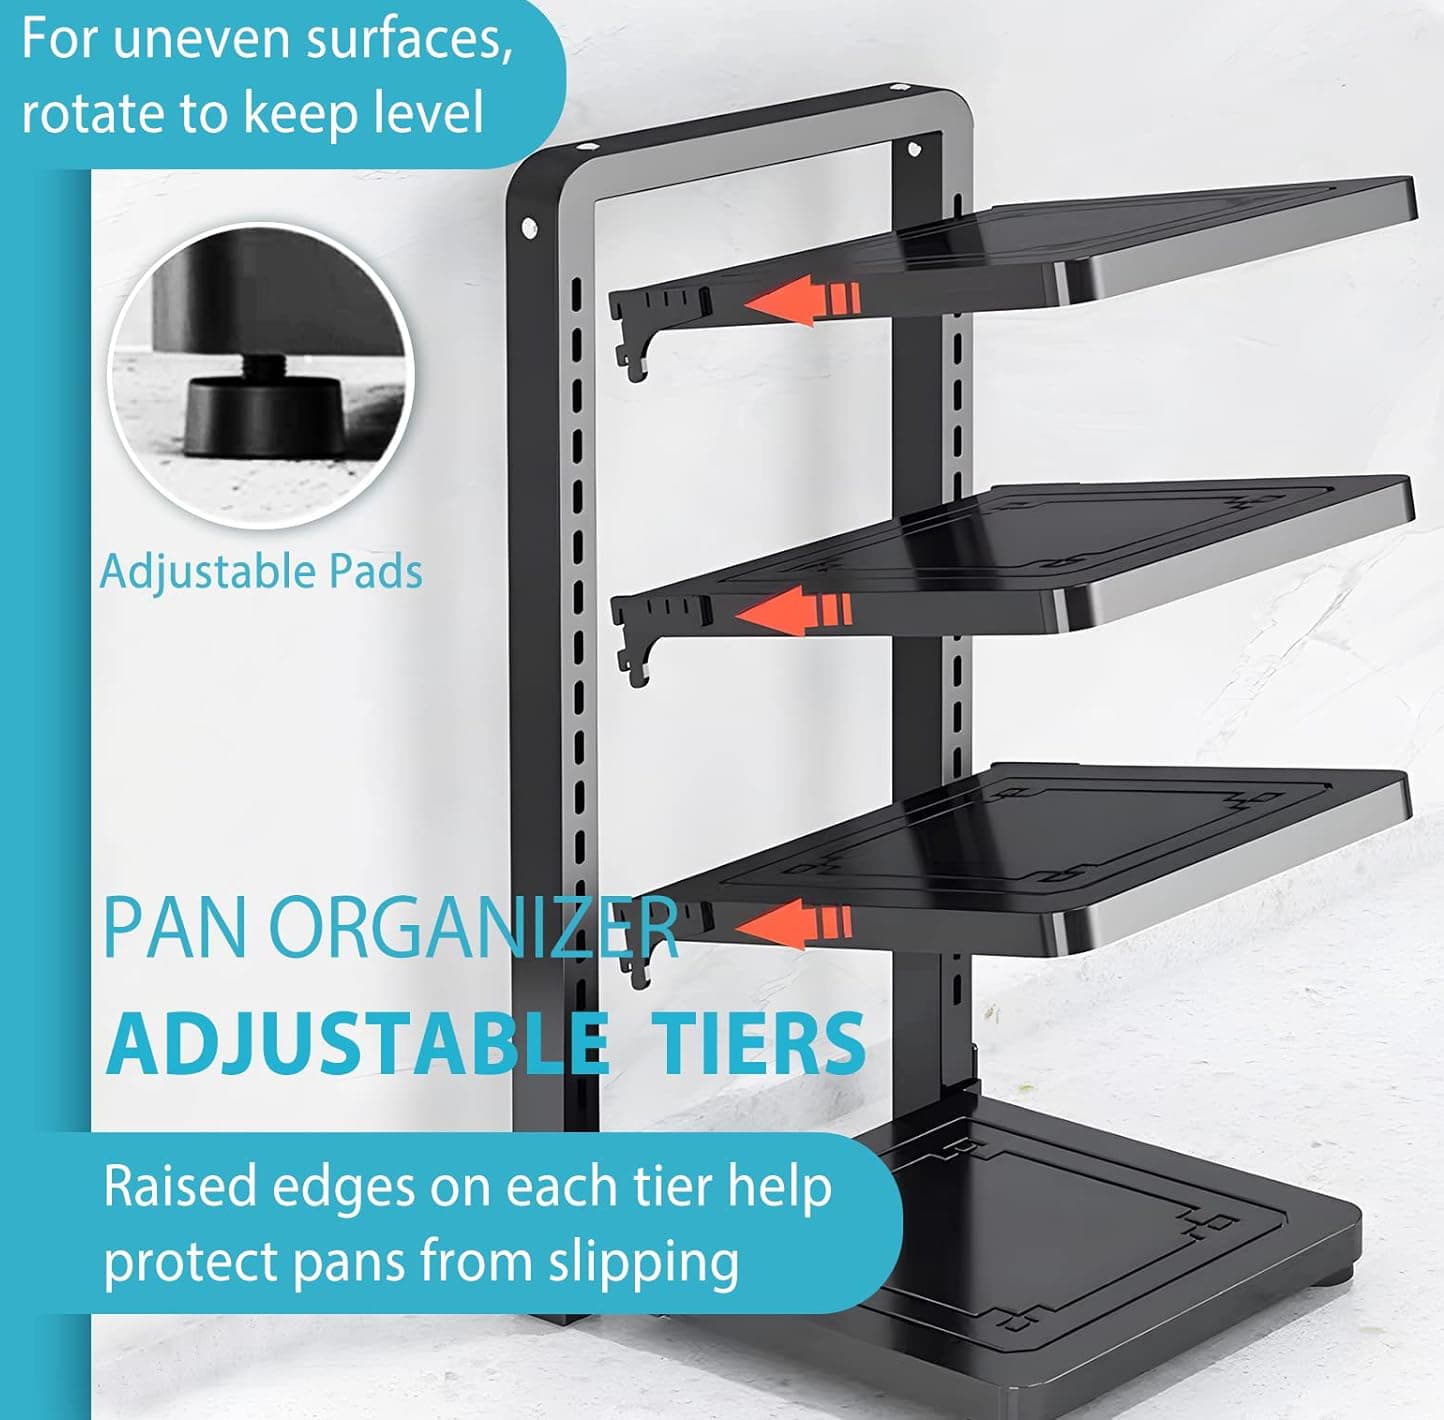 For uneven surfaces,
rotate to keep level
Adjustable Pads
PAN ORGANIZER
ADJUSTABLE TIERS
Raised edges on each tier help
protect pans from slipping